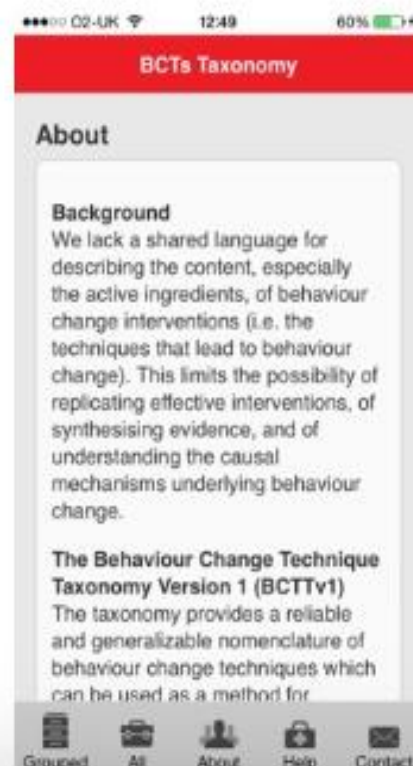 O2-UK 12:49 60%
BCTs Taxonomy
About
Background
We lack a shared language for
describing the content, especially
the active ingredients, of behaviour
change interventions (i.e. the
techniques that lead to behaviour
change). This limits the possibility of
replicating effective interventions, of
synthesising evidence, and of
understanding the causal
mechanisms underlying behaviour
change.
The Behaviour Change Technique
Taxonomy Version 1 (BCTTv1)
The taxonomy provides a reliable
and generalizable nomenclature of
behaviour change techniques which
can be used as a method for
Grouped All About Help Contact